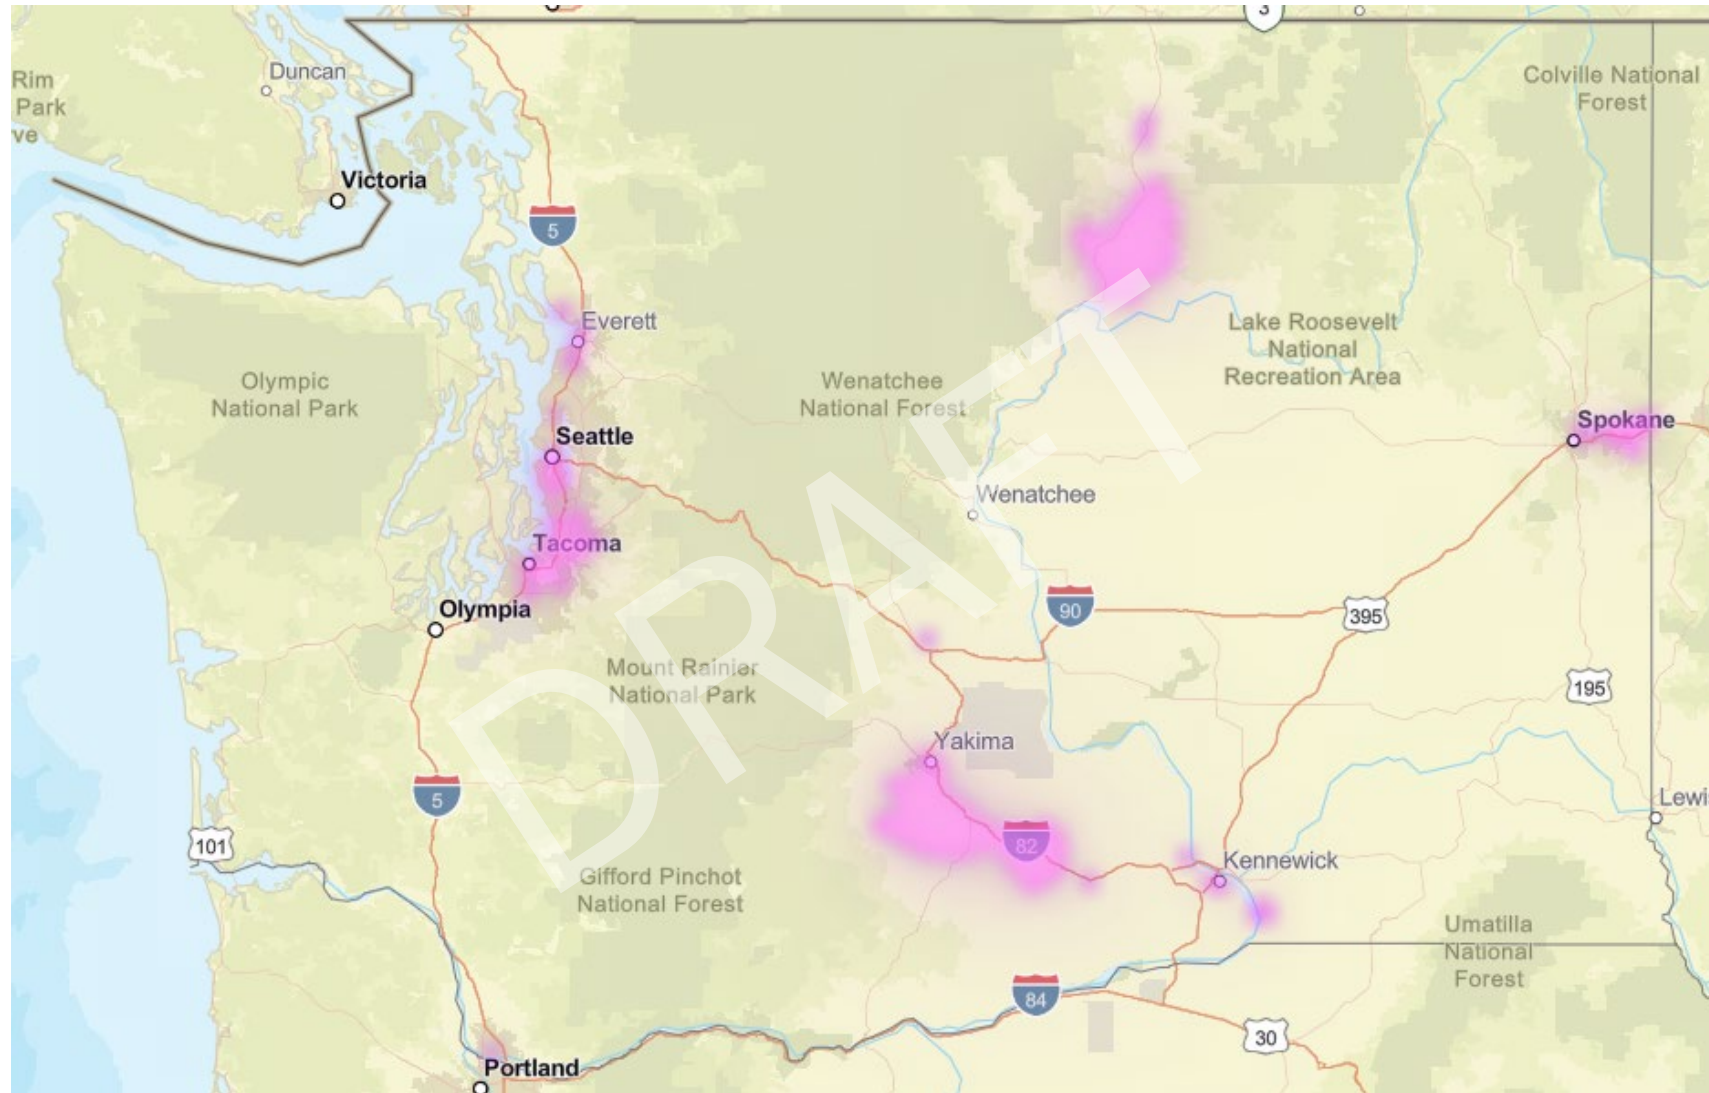 3
Duncan
Rim
Park
ve
Colville National
Forest
Victoria
5
Everett
Lake Roosevelt
National
Recreation Area
Olympic
National Park
Wenatchee
National Forest
Seattle
Spokane
Wenatchee
Tacoma
Olympia
90
395
Mount Rainier
National Park
195
Yakima
5
Lewi
101
82
Kennewick
Gifford Pinchot
National Forest
Umatilla
National
Forest
84
30
Portland
DRAFT